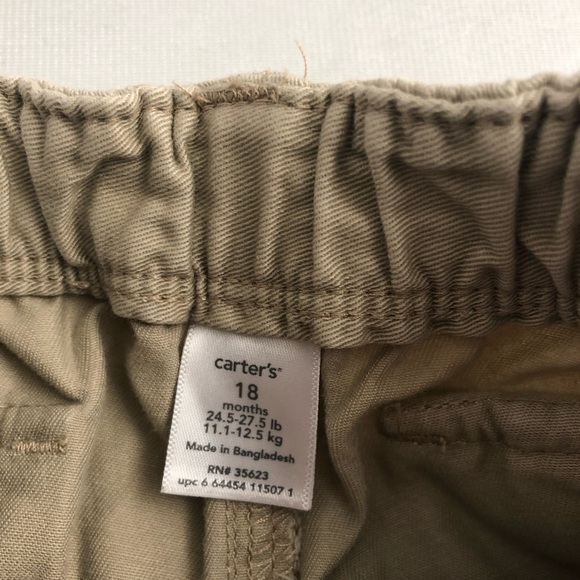 carter's®
18
months
24.5-27.5 lb
11.1-12.5 kg
Made in Bangladesh
RN# 35623
upc 6 64454 11507 1